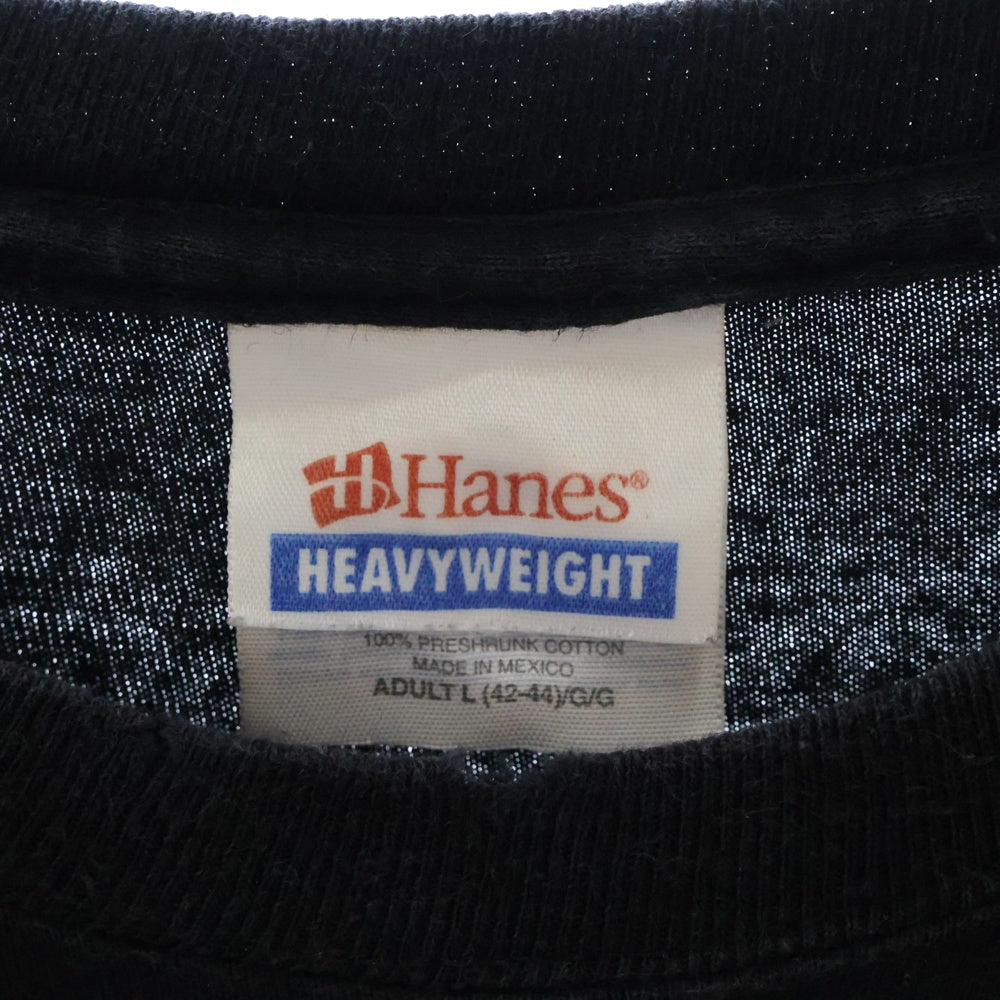 H Hanes®
HEAVYWEIGHT
100% PRESHRUNK COTTON
MADE IN MEXICO
ADULT L (42-44)/G/G